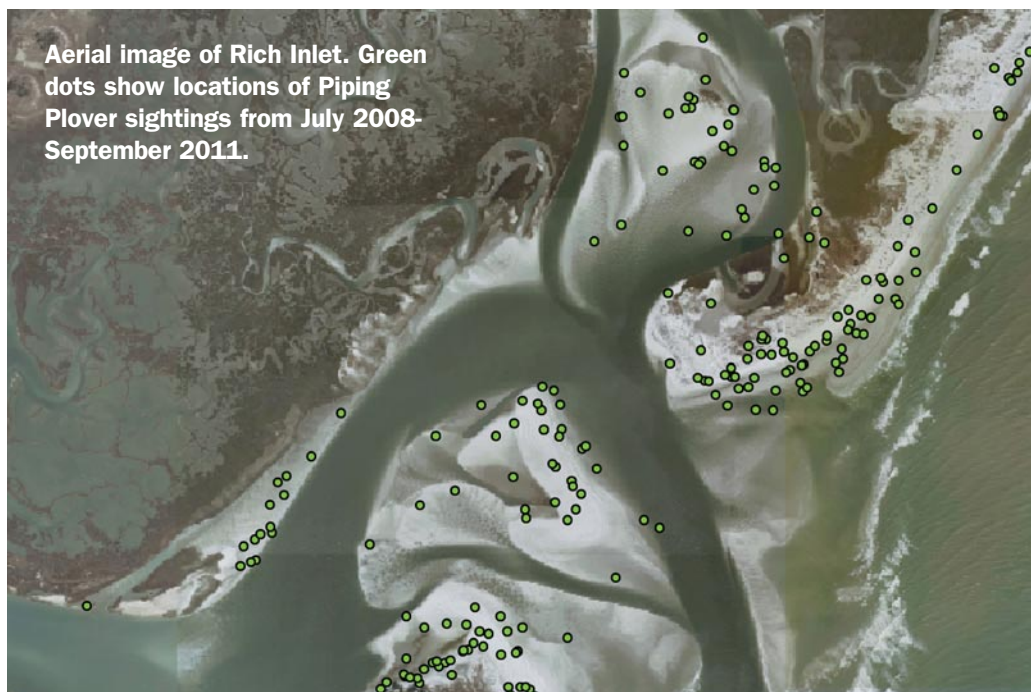 Aerial image of Rich Inlet. Green
dots show locations of Piping
Plover sightings from July 2008-
September 2011.